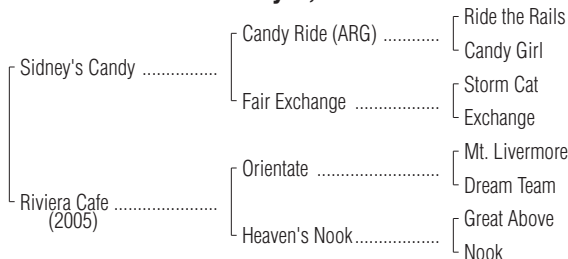 Ride the Rails
Candy Ride (ARG) ............
Candy Girl
Sidney's Candy ................
Storm Cat
Fair Exchange ..................
Exchange
Mt. Livermore
Orientate ..........................
Dream Team
Riviera Cafe ......................
(2005)
Great Above
Heaven's Nook..................
Nook